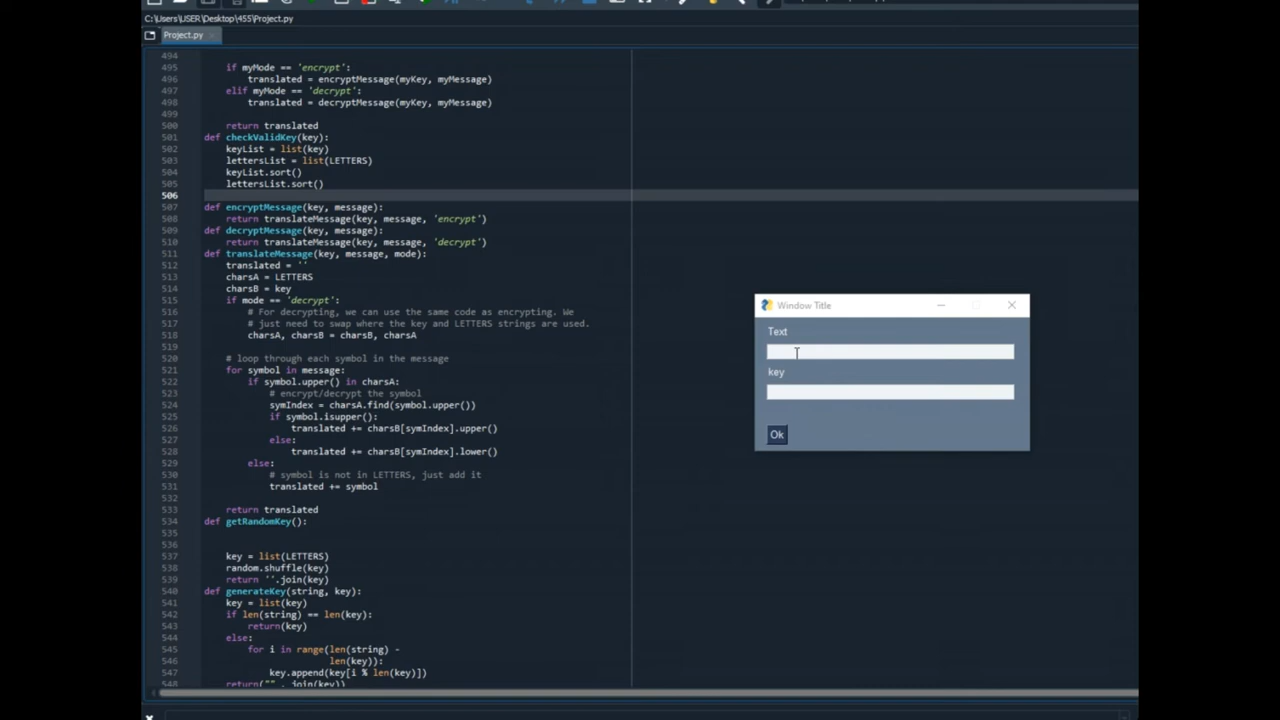 C:\Users\USER\Desktop\455\Project.py
Project.py
494
495 if myMode == 'encrypt':
496 translated = encryptMessage(myKey, myMessage)
497 elif myMode == 'decrypt':
498 translated = decryptMessage(myKey, myMessage)
499
500 return translated
501 def checkValidKey(key):
502 keyList = list(key)
503 lettersList = list(LETTERS)
504 keyList.sort()
505 lettersList.sort()
506
507 def encryptMessage(key, message):
508 return translateMessage(key, message, 'encrypt')
509 def decryptMessage(key, message):
510 return translateMessage(key, message, 'decrypt')
511 def translateMessage(key, message, mode):
512 translated = ''
513 charsA = LETTERS
514 charsB = key
515 if mode == 'decrypt':
516 # For decrypting, we can use the same code as encrypting. We
517 # just need to swap where the key and LETTERS strings are used.
518 charsA, charsB = charsB, charsA
519
520 # loop through each symbol in the message
521 for symbol in message:
522 if symbol.upper() in charsA:
523 # encrypt/decrypt the symbol
524 symIndex = charsA.find(symbol.upper())
525 if symbol.isupper():
526 translated += charsB[symIndex].upper()
527 else:
528 translated += charsB[symIndex].lower()
529 else:
530 # symbol is not in LETTERS, just add it
531 translated += symbol
532
533 return translated
534 def getRandomKey():
535
536
537 key = list(LETTERS)
538 random.shuffle(key)
539 return ''.join(key)
540 def generateKey(string, key):
541 key = list(key)
542 if len(string) == len(key):
543 return(key)
544 else:
545 for i in range(len(string) -
546 len(key)):
547 key.append(key[i % len(key)])
548 return("" . join(key))
Window Title
Text
key
Ok